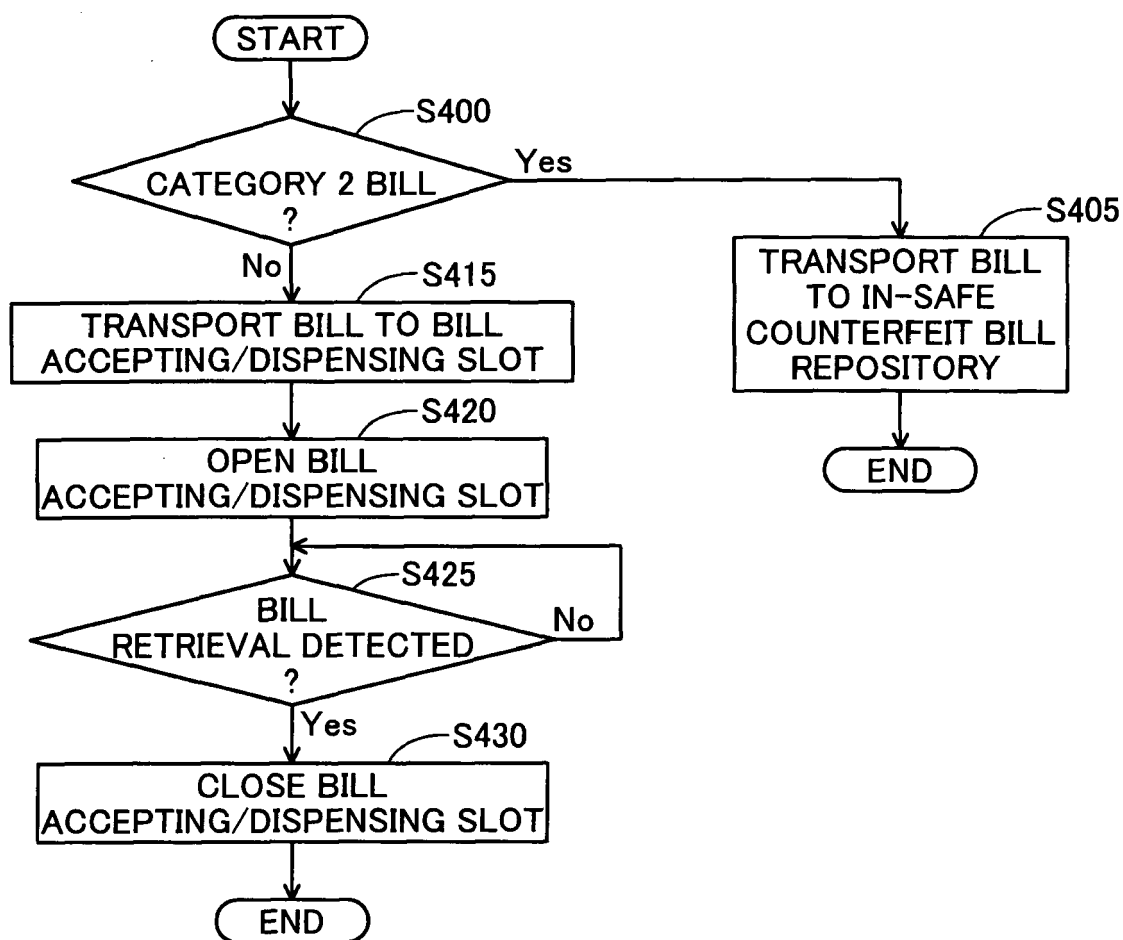 START
S400
CATEGORY 2 BILL
?
Yes
No
S405
TRANSPORT BILL
TO IN-SAFE
COUNTERFEIT BILL
REPOSITORY
END
S415
TRANSPORT BILL TO BILL
ACCEPTING/DISPENSING SLOT
S420
OPEN BILL
ACCEPTING/DISPENSING SLOT
S425
BILL
RETRIEVAL DETECTED
?
No
Yes
S430
CLOSE BILL
ACCEPTING/DISPENSING SLOT
END